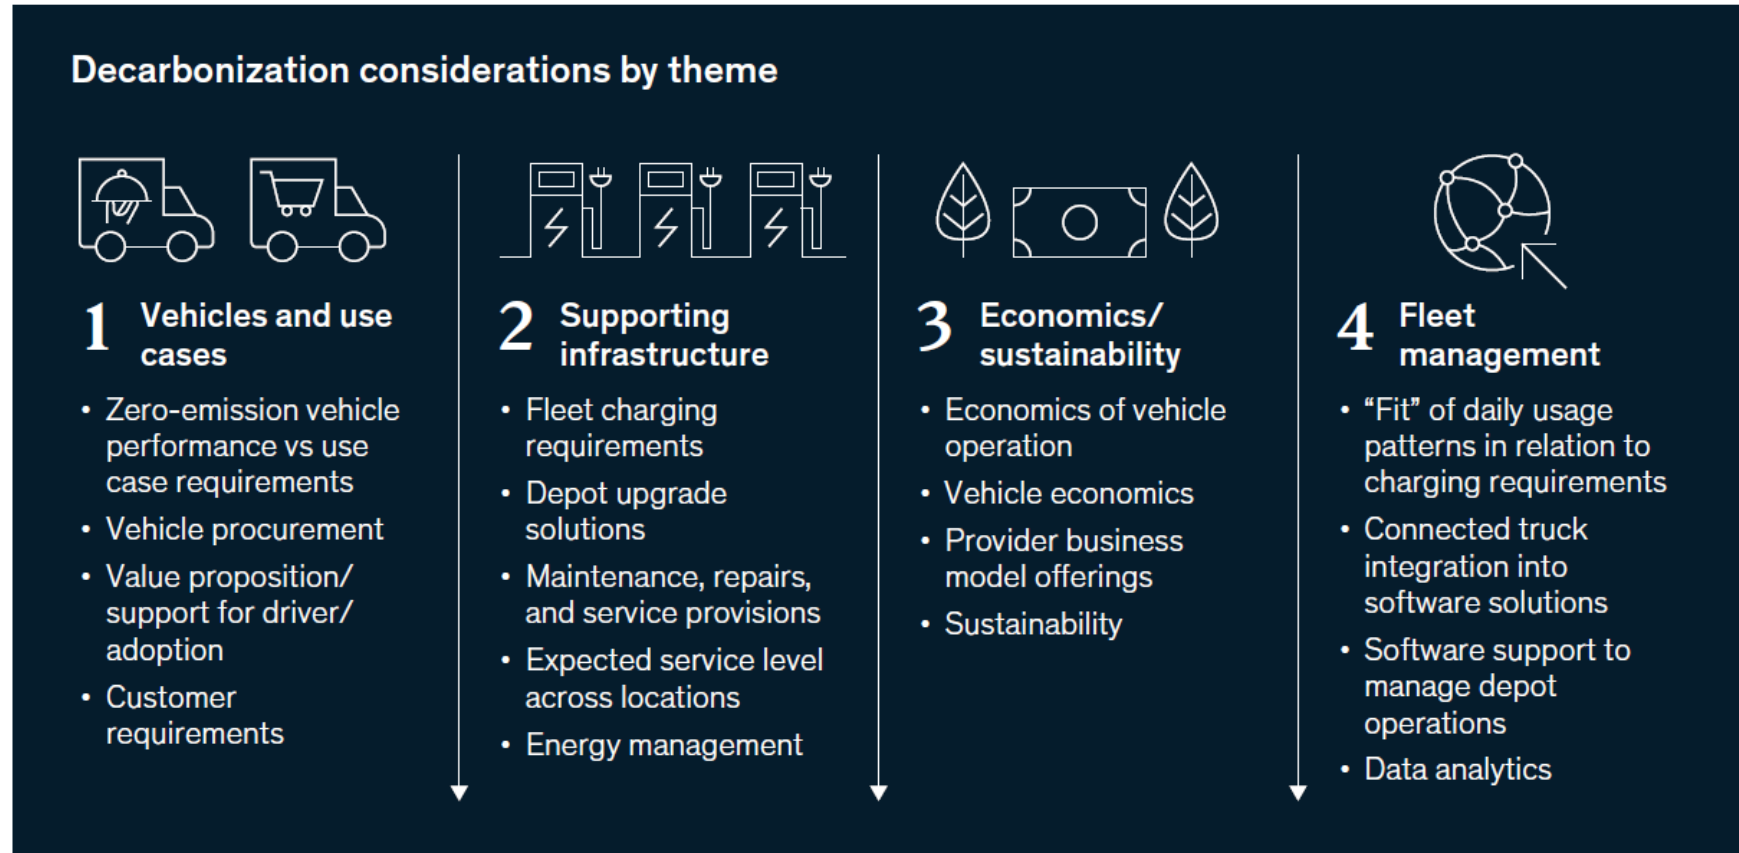 Decarbonization considerations by theme
1
Vehicles and use
cases
• Zero-emission vehicle
performance vs use
case requirements
• Vehicle procurement
• Value proposition/
support for driver/
adoption
• Customer
requirements
2
Supporting
infrastructure
• Fleet charging
requirements
• Depot upgrade
solutions
• Maintenance, repairs,
and service provisions
• Expected service level
across locations
• Energy management
3
Economics/
sustainability
• Economics of vehicle
operation
• Vehicle economics
• Provider business
model offerings
• Sustainability
4
Fleet
management
• “Fit” of daily usage
patterns in relation to
charging requirements
• Connected truck
integration into
software solutions
• Software support to
manage depot
operations
• Data analytics